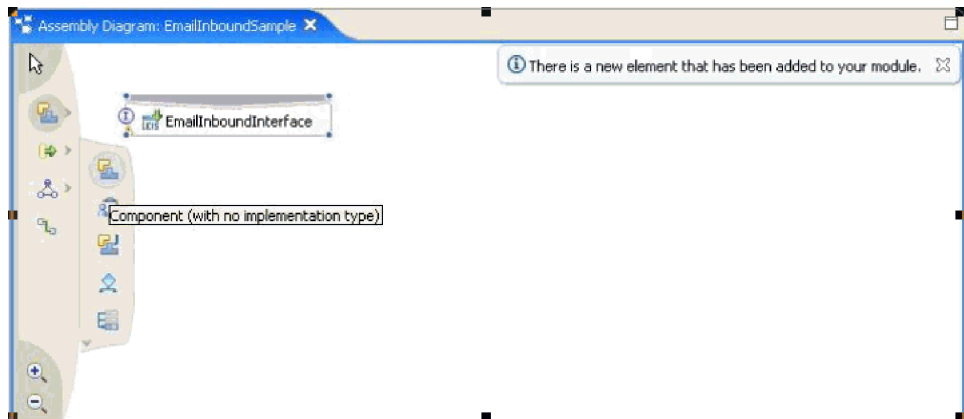 Assembly Diagram: EmailInboundSample
There is a new element that has been added to your module.
EmailInboundInterface
Component (with no implementation type)